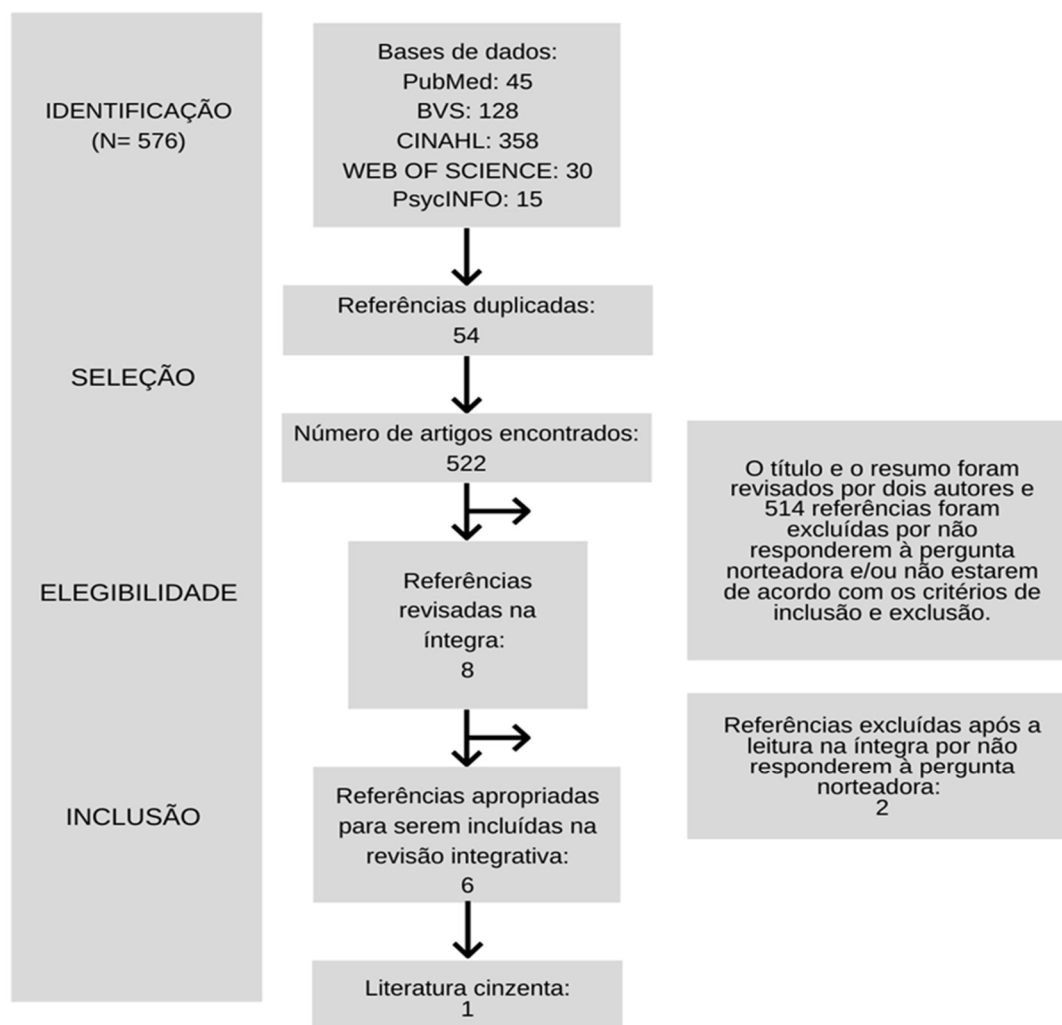 IDENTIFICAÇÃO
(N= 576)
Bases de dados:
PubMed: 45
BVS: 128
CINAHL: 358
WEB OF SCIENCE: 30
PsycINFO: 15
Referências duplicadas:
54
SELEÇÃO
Número de artigos encontrados:
522
O título e o resumo foram
revisados por dois autores e
514 referências foram
excluídas por não
responderem à pergunta
norteadora e/ou não estarem
de acordo com os critérios de
inclusão e exclusão.
ELEGIBILIDADE
Referências
revisadas na
íntegra:
8
Referências excluídas após a
leitura na íntegra por não
responderem à pergunta
norteadora:
2
INCLUSÃO
Referências apropriadas
para serem incluídas na
revisão integrativa:
6
Literatura cinzenta:
1